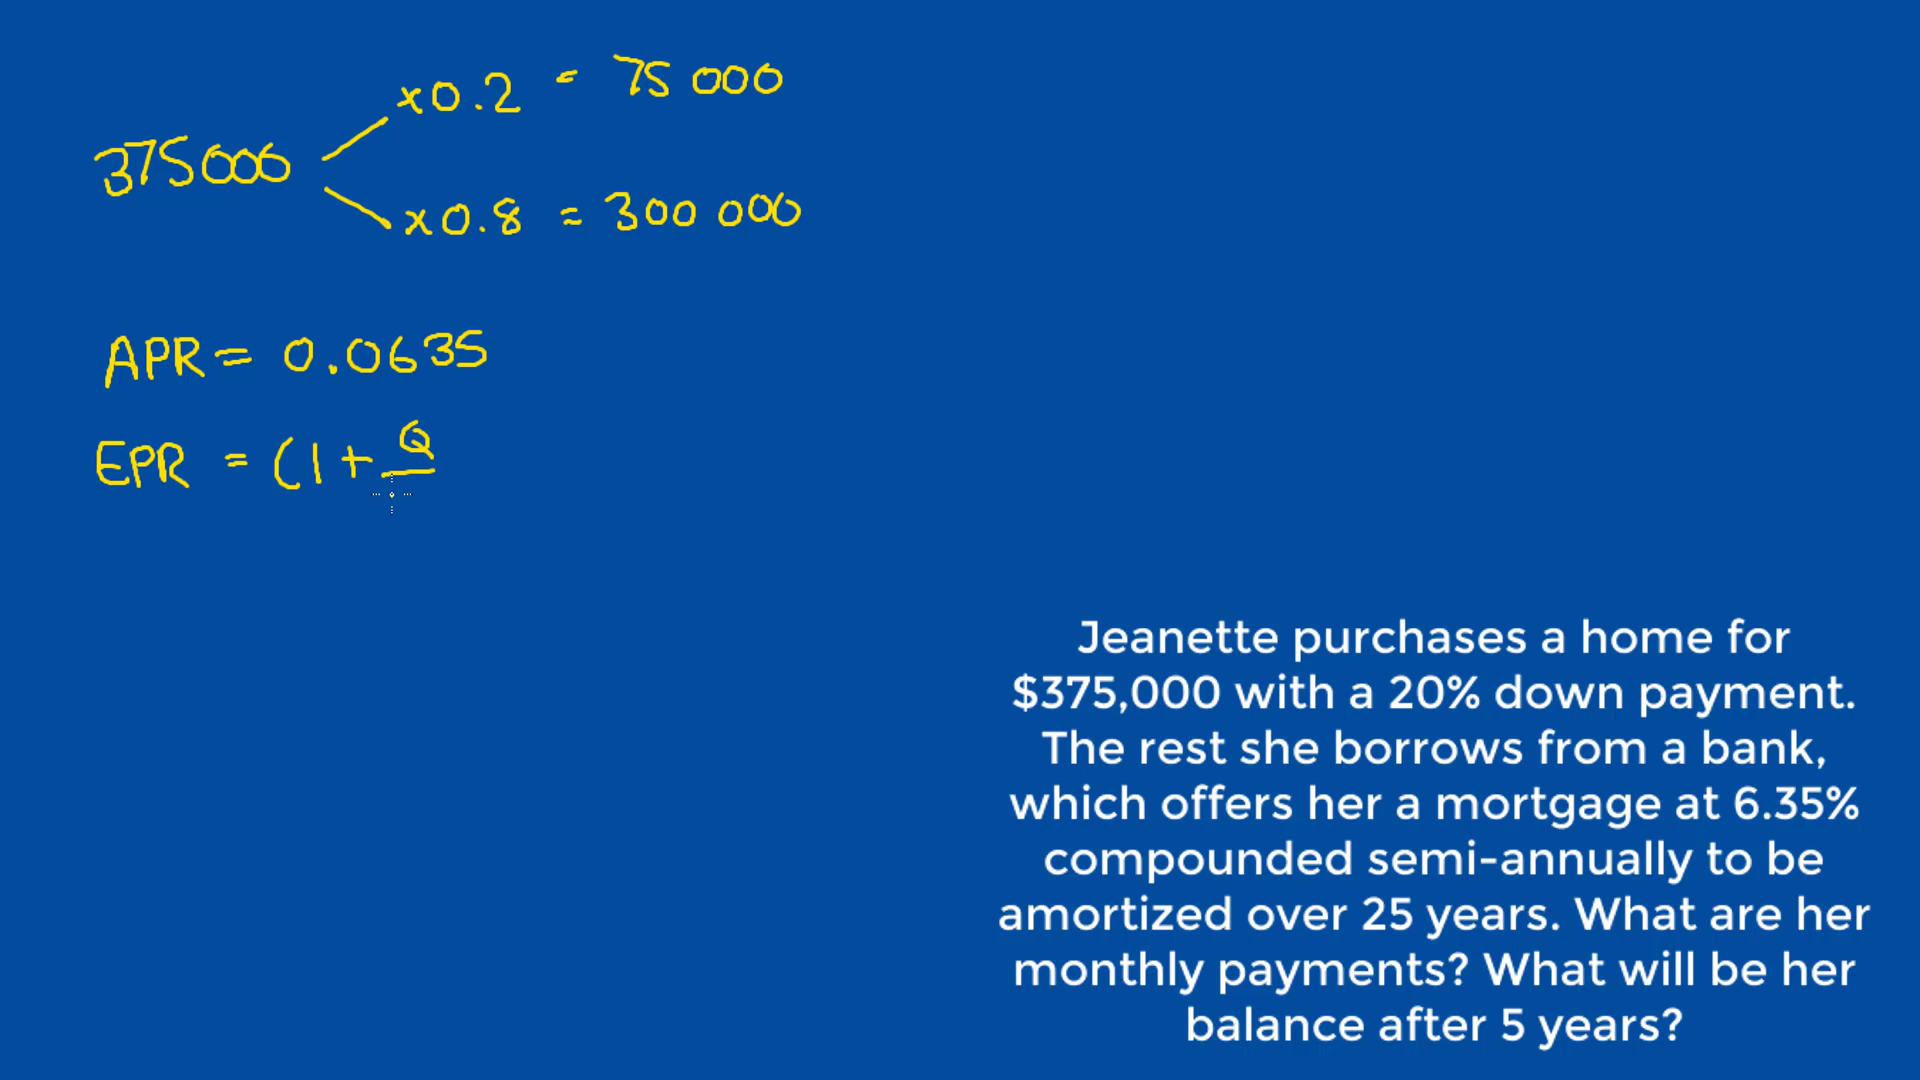 ×0.2 = 75 000
375000
×0.8 = 300 000
APR = 0.0635
EPR = (1 + Q
Jeanette purchases a home for
$375,000 with a 20% down payment.
The rest she borrows from a bank,
which offers her a mortgage at 6.35%
compounded semi-annually to be
amortized over 25 years. What are her
monthly payments? What will be her
balance after 5 years?